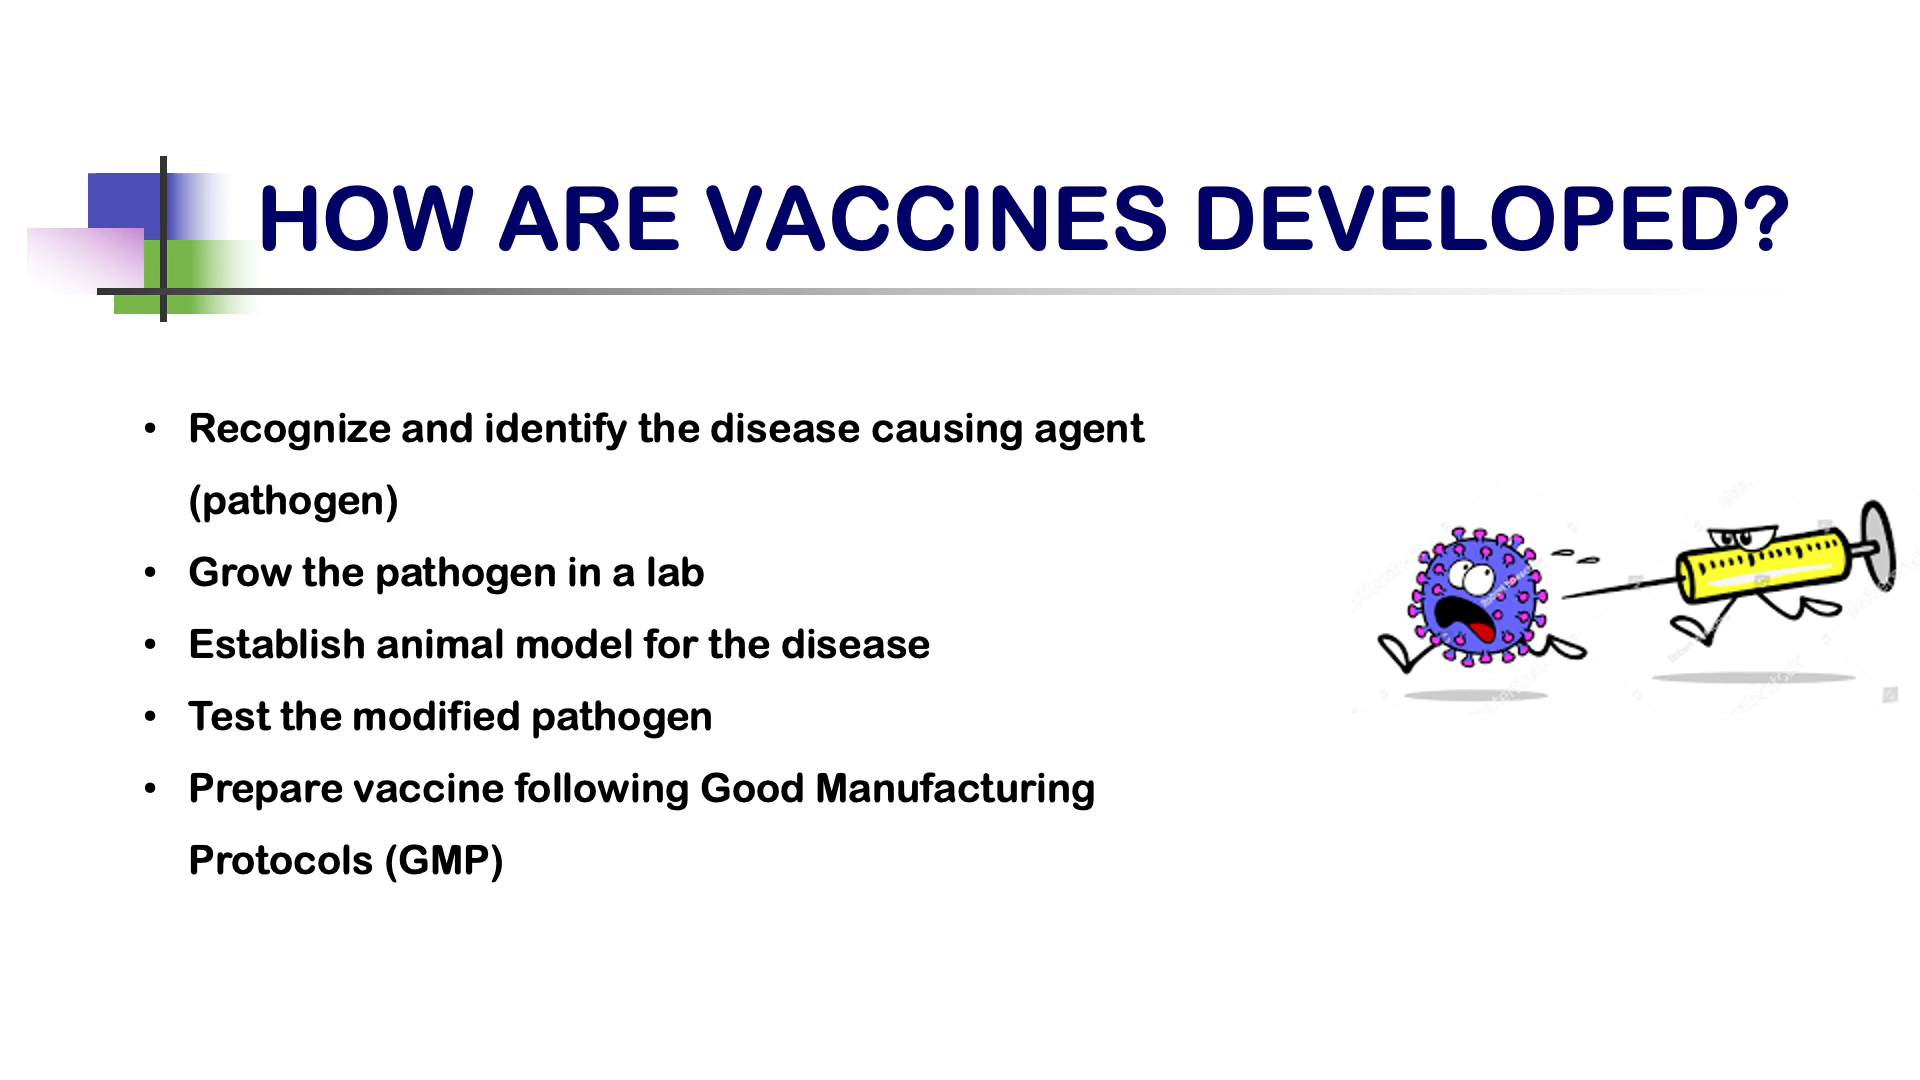 HOW ARE VACCINES DEVELOPED?
• Recognize and identify the disease causing agent
(pathogen)
• Grow the pathogen in a lab
• Establish animal model for the disease
• Test the modified pathogen
• Prepare vaccine following Good Manufacturing
Protocols (GMP)